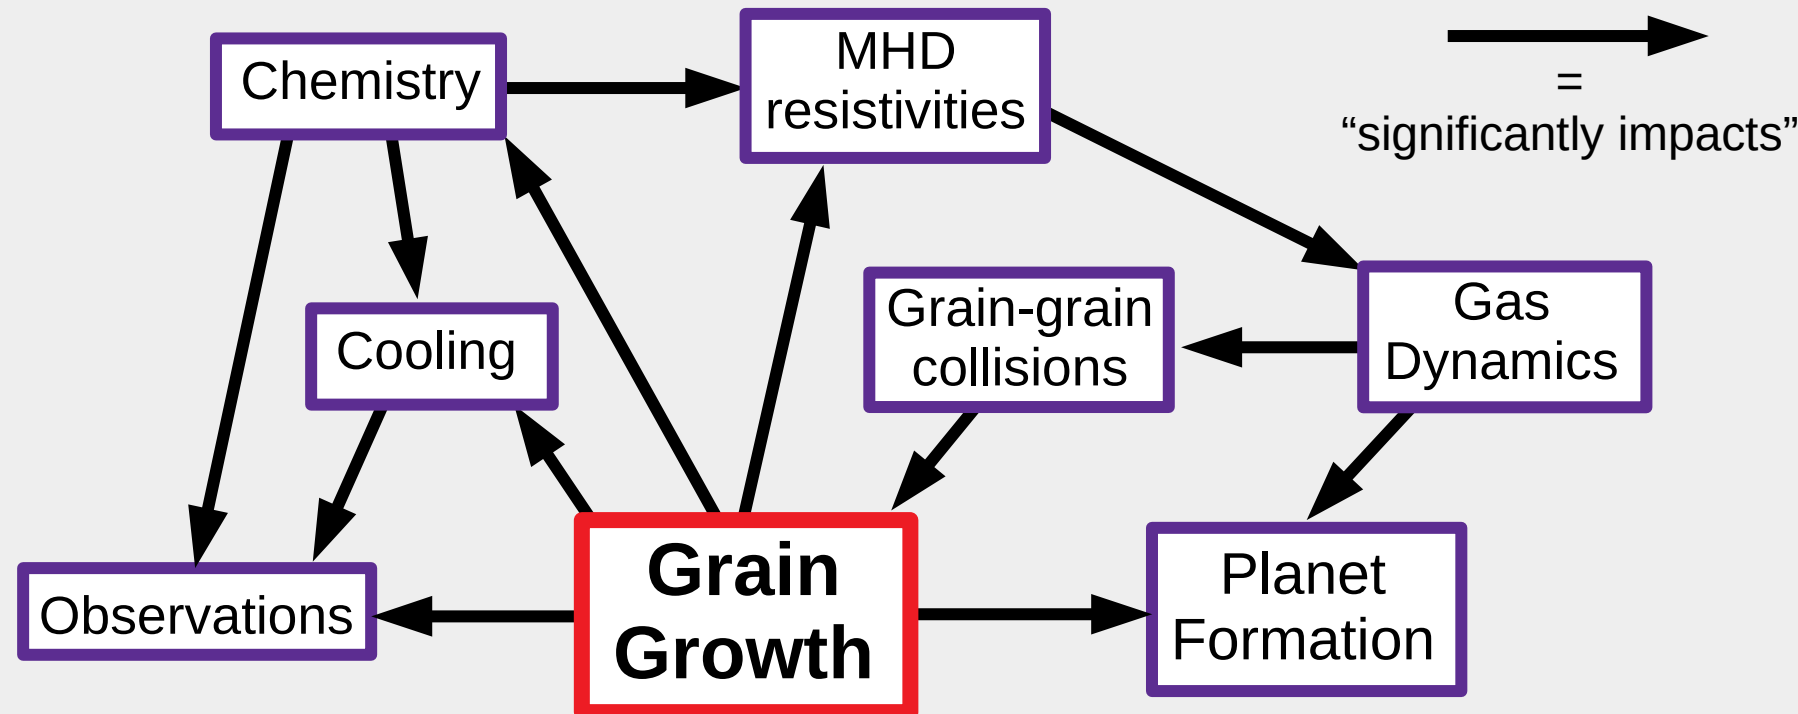 Chemistry
MHD
resistivities
=
“significantly impacts”
Cooling
Grain-grain
collisions
Gas
Dynamics
Observations
Grain
Growth
Planet
Formation